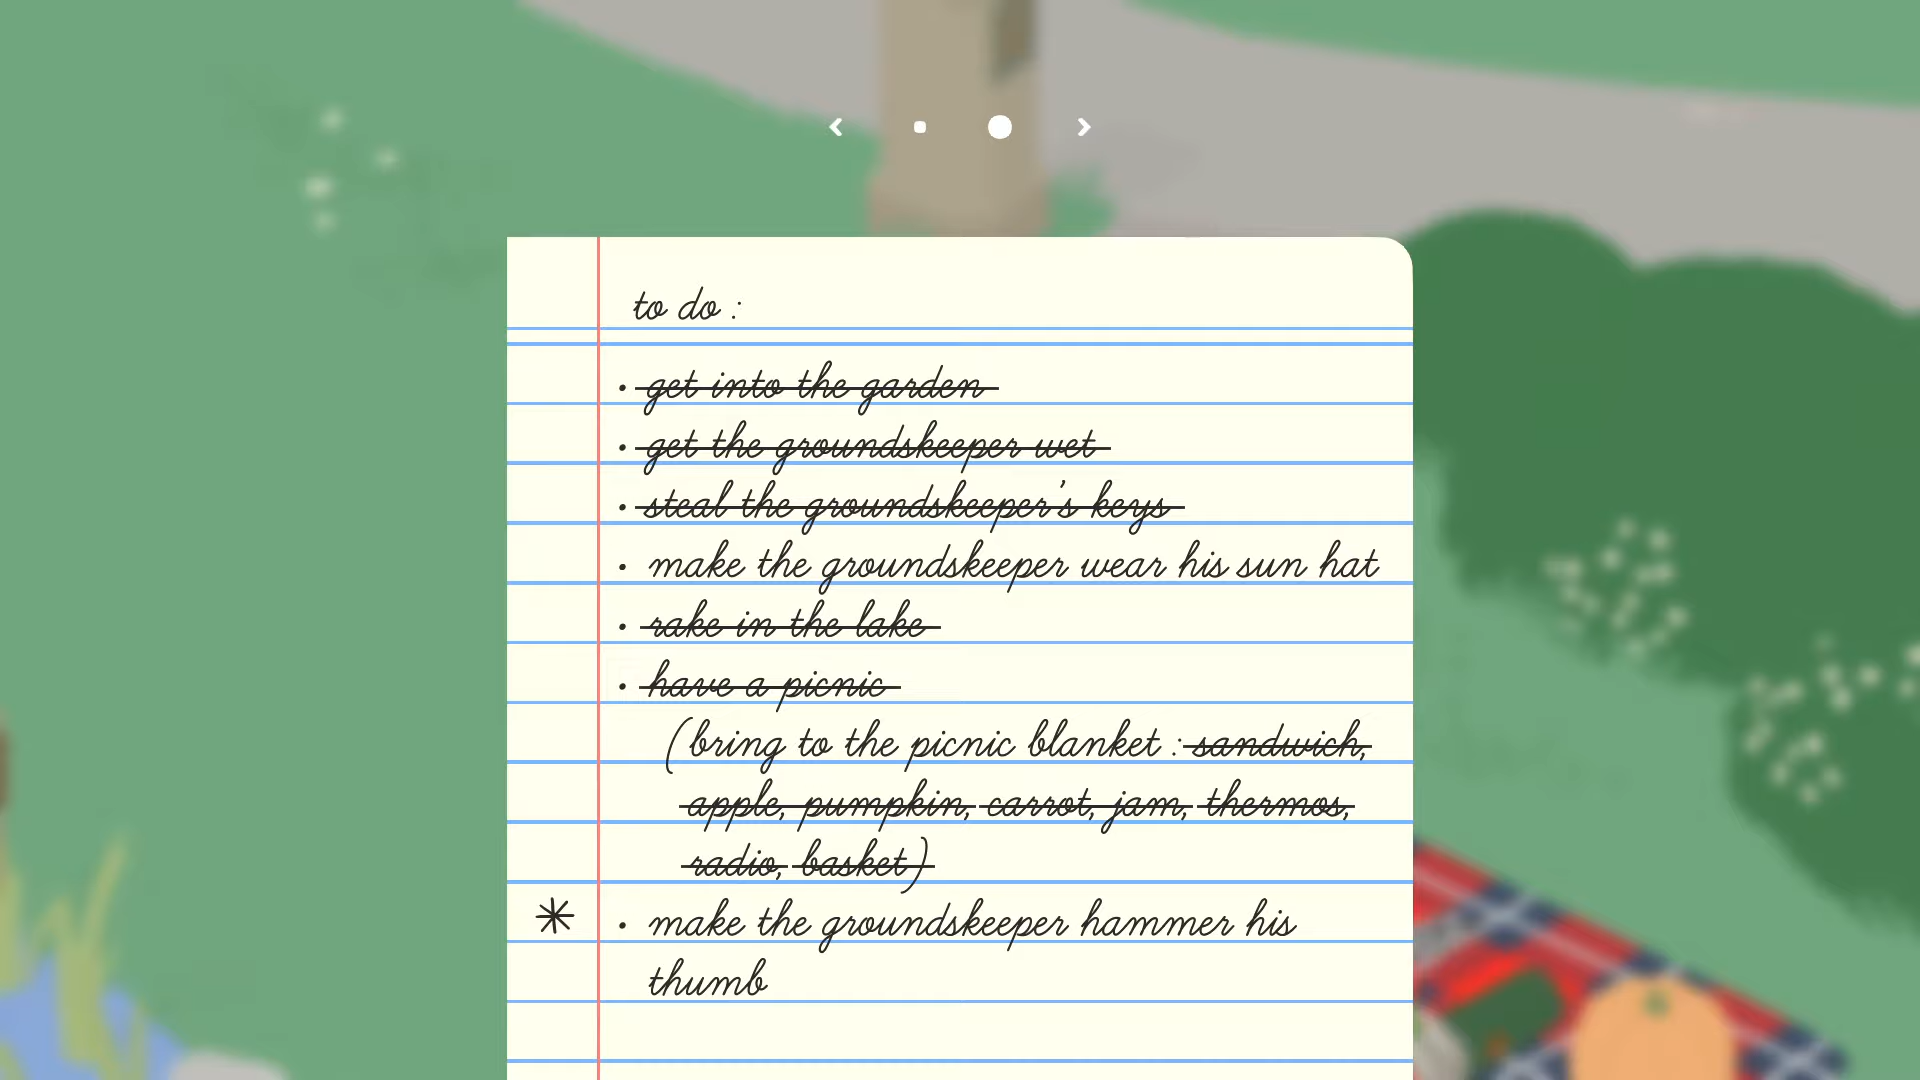 to do :
• get into the garden
• get the groundskeeper wet
• steal the groundskeeper's keys
• make the groundskeeper wear his sun hat
• rake in the lake
• have a picnic
(bring to the picnic blanket : sandwich,
apple, pumpkin, carrot, jam, thermos,
radio, basket)
* • make the groundskeeper hammer his
thumb